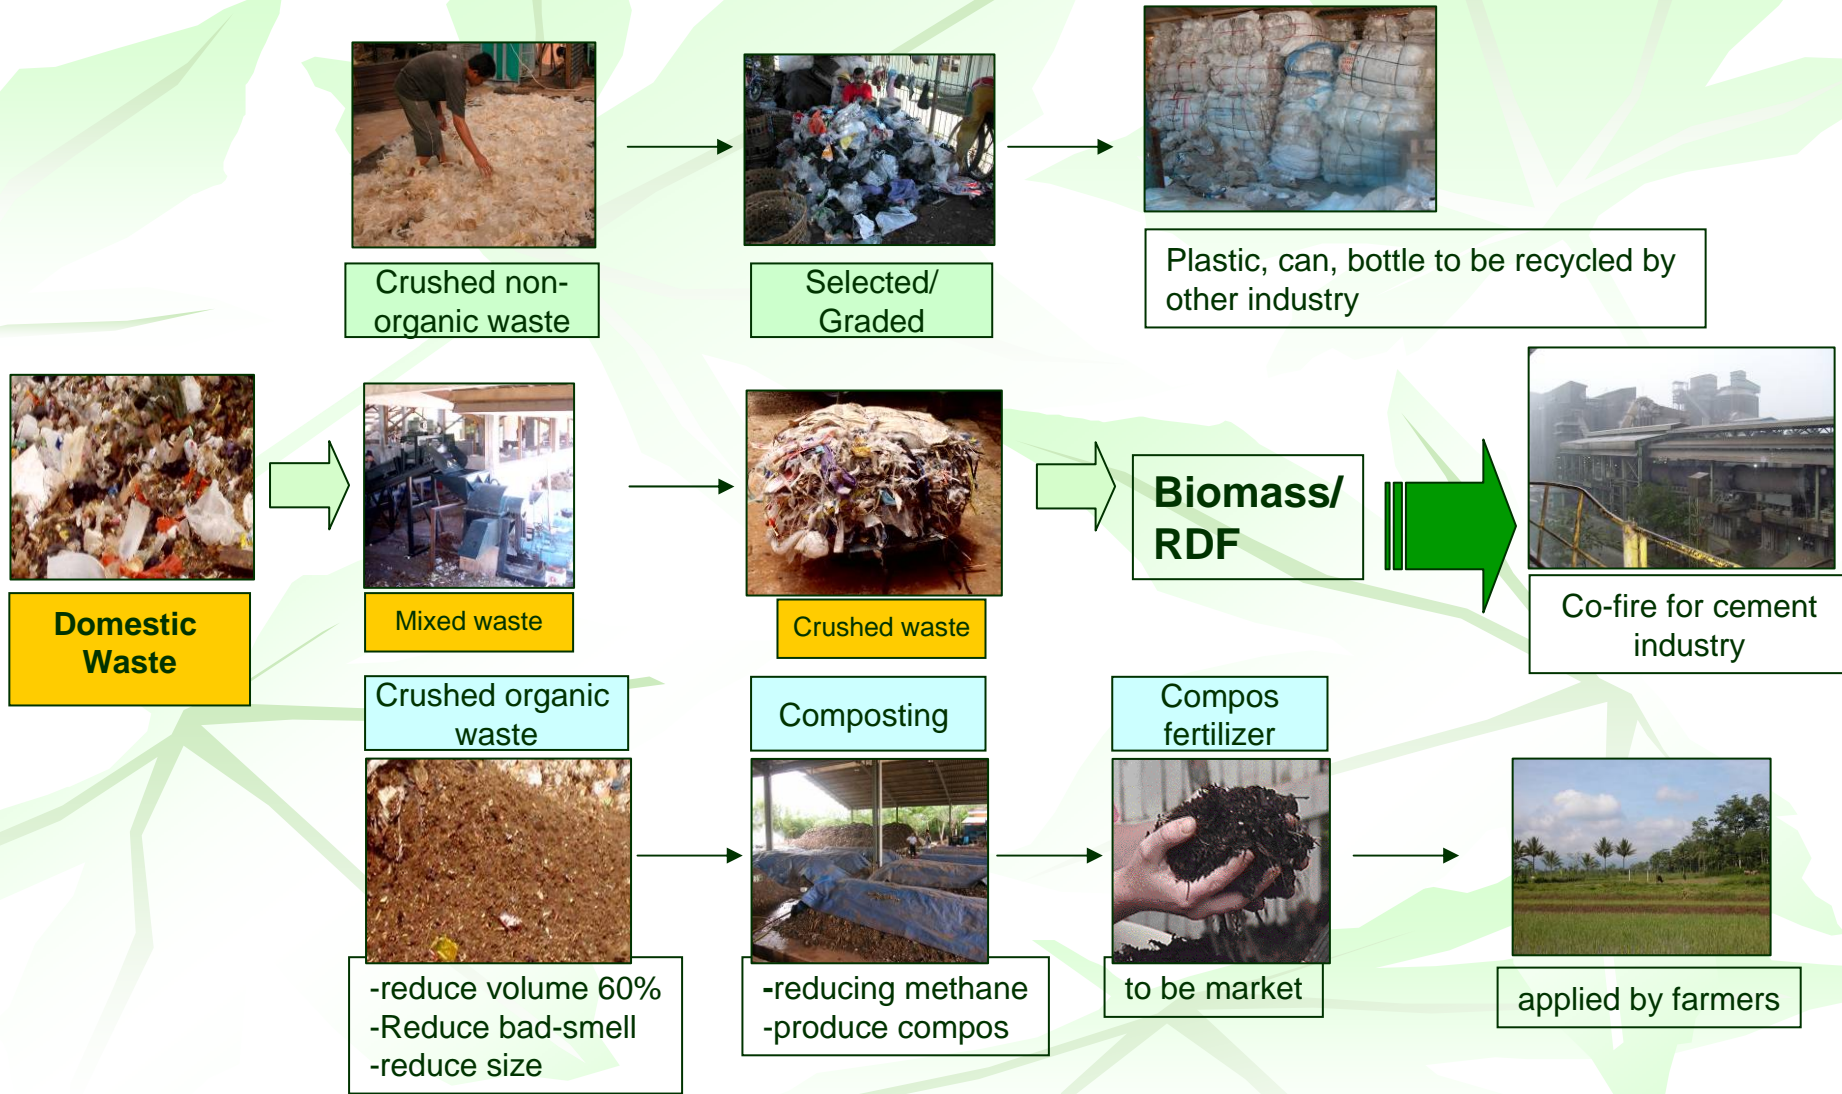 Crushed non-
organic waste
Selected/
Graded
Plastic, can, bottle to be recycled by
other industry
Domestic
Waste
Mixed waste
Crushed waste
Biomass/
RDF
Co-fire for cement
industry
Crushed organic
waste
-reduce volume 60%
-Reduce bad-smell
-reduce size
Composting
-reducing methane
-produce compos
Compos
fertilizer
to be market
applied by farmers